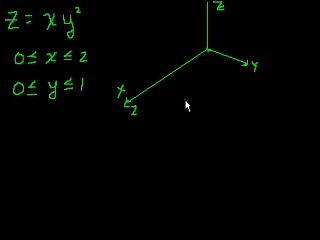 z = xy²
0 ≤ x ≤ 2
0 ≤ y ≤ 1
z
y
x
2